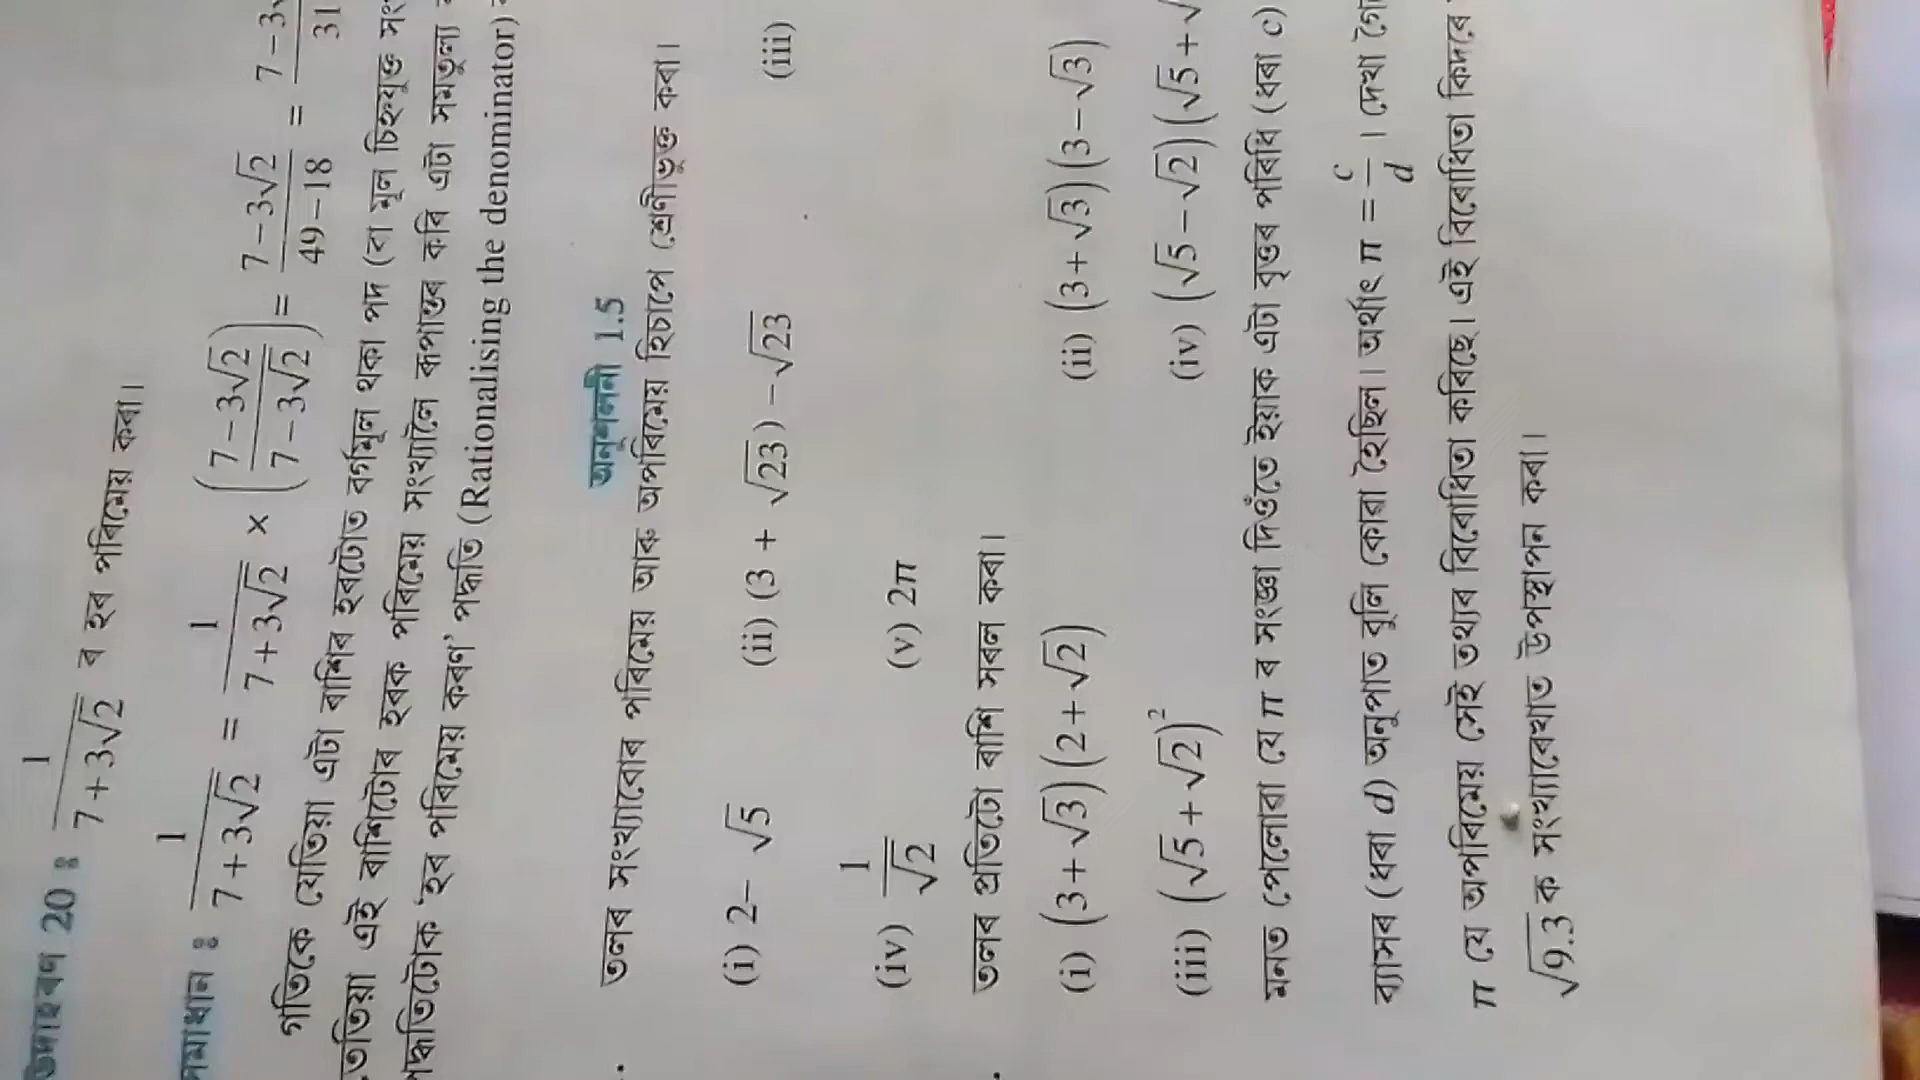 উদাহৰণ 20 : 1/(7+3√2) ৰ হৰ পৰিমেয় কৰা।
সমাধান : 1/(7+3√2) = 1/(7+3√2) × ((7−3√2)/(7−3√2)) = (7−3√2)/(49−18) =
গতিকে যেতিয়া এটা ৰাশিৰ হৰটোত বৰ্গমূল থকা পদ (বা মূল চিহ্নযুক্ত
তেতিয়া এই ৰাশিটোৰ হৰক পৰিমেয় সংখ্যালৈ ৰূপান্তৰ কৰি এটা সমতুল্য
পদ্ধতিটোক 'হৰ পৰিমেয় কৰণ' পদ্ধতি (Rationalising the denominator)
অনুশীলনী 1.5
তলৰ সংখ্যাবোৰ পৰিমেয় আৰু অপৰিমেয় হিচাপে শ্ৰেণীভুক্ত কৰা।
(i) 2− √5 (ii) (3 + √23) − √23 (iii)
(iv) 1/√2 (v) 2π
তলৰ প্ৰতিটো ৰাশি সৰল কৰা।
(i) (3+√3)(2+√2) (ii) (3+√3)(3−√3)
(iii) (√5+√2)² (iv) (√5−√2)(√5+√
মনত পেলোৱা যে π ৰ সংজ্ঞা দিওঁতে ইয়াক এটা বৃত্তৰ পৰিধি (ধৰা c)
ব্যাসৰ (ধৰা d) অনুপাত বুলি কোৱা হৈছিল। অৰ্থাৎ π = c/d । দেখা
π যে অপৰিমেয় সেই তথ্যৰ বিৰোধিতা কৰিছে। এই বিৰোধিতা কিদৰে
√9.3 ক সংখ্যাৰেখাত উপস্থাপন কৰা।